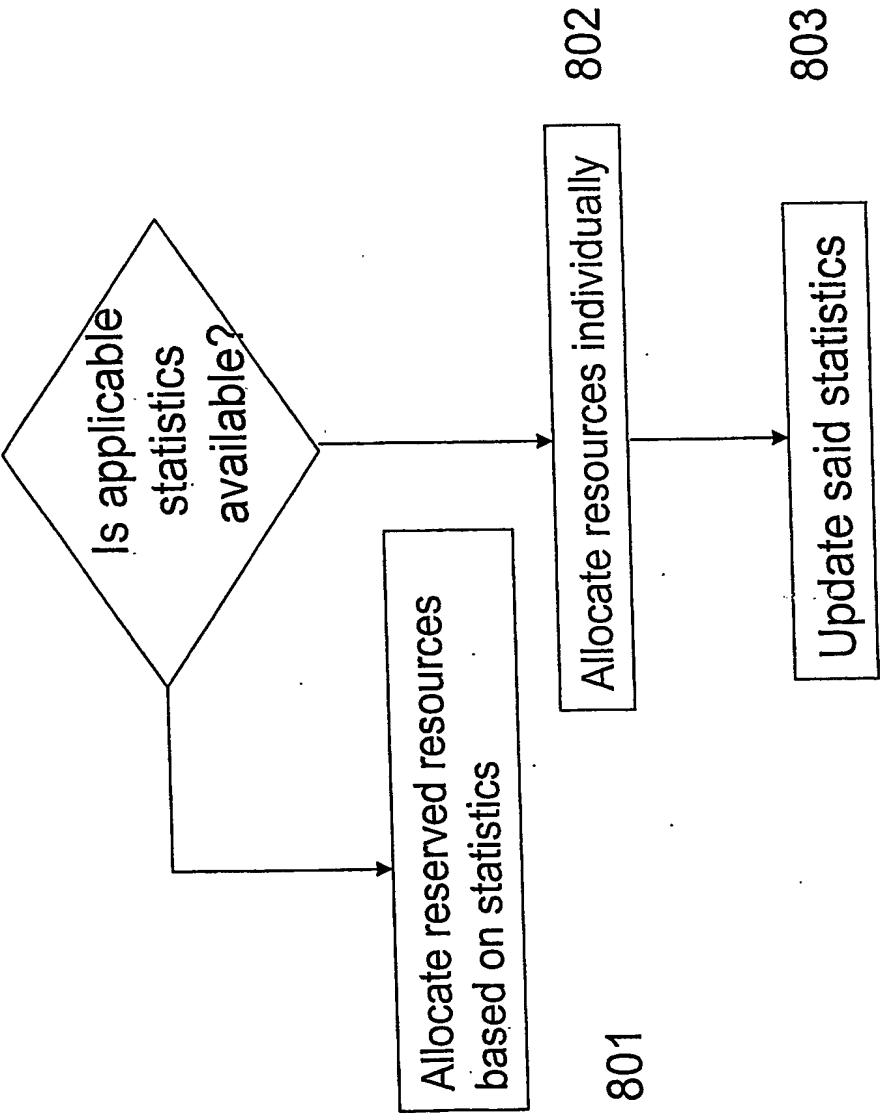 Is applicable
statistics
available?
Allocate reserved resources
based on statistics
801
Allocate resources individually
802
Update said statistics
803